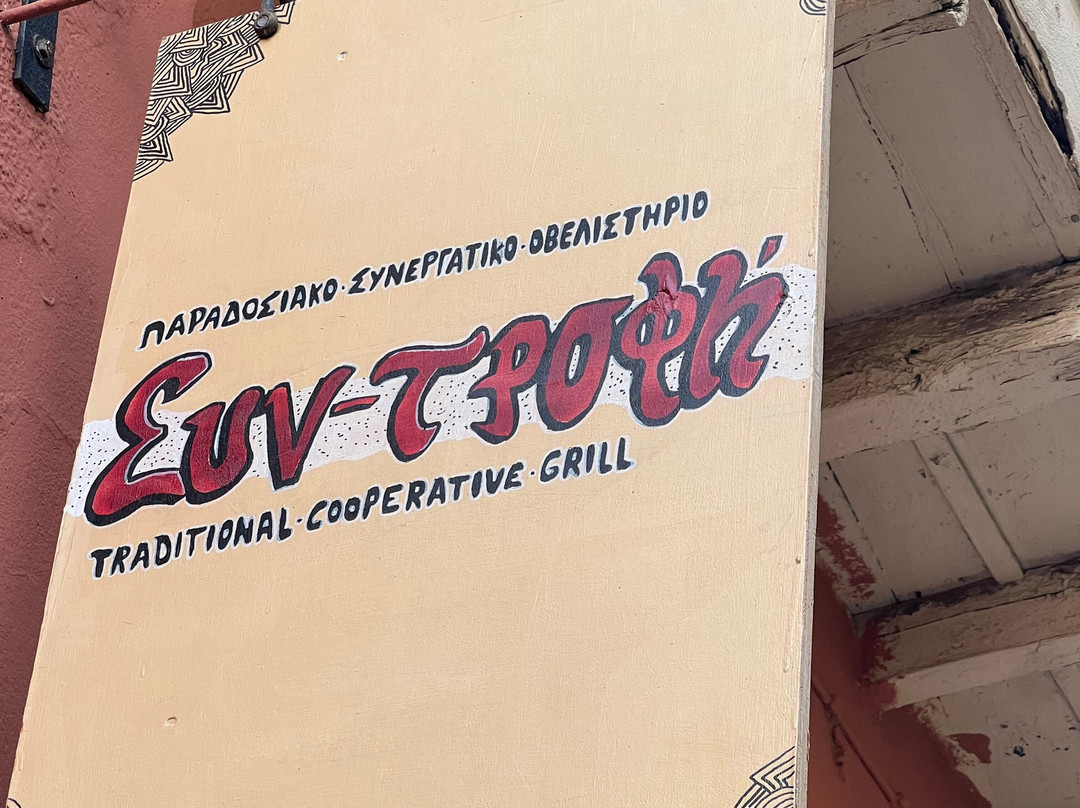 ΠΑΡΑΔΟΣΙΑΚΟ·ΣΥΝΕΡΓΑΤΙΚΟ·ΟΒΕΛΙΣΤΗΡΙΟ
Συν-τροφή
TRADITIONAL·COOPERATIVE·GRILL